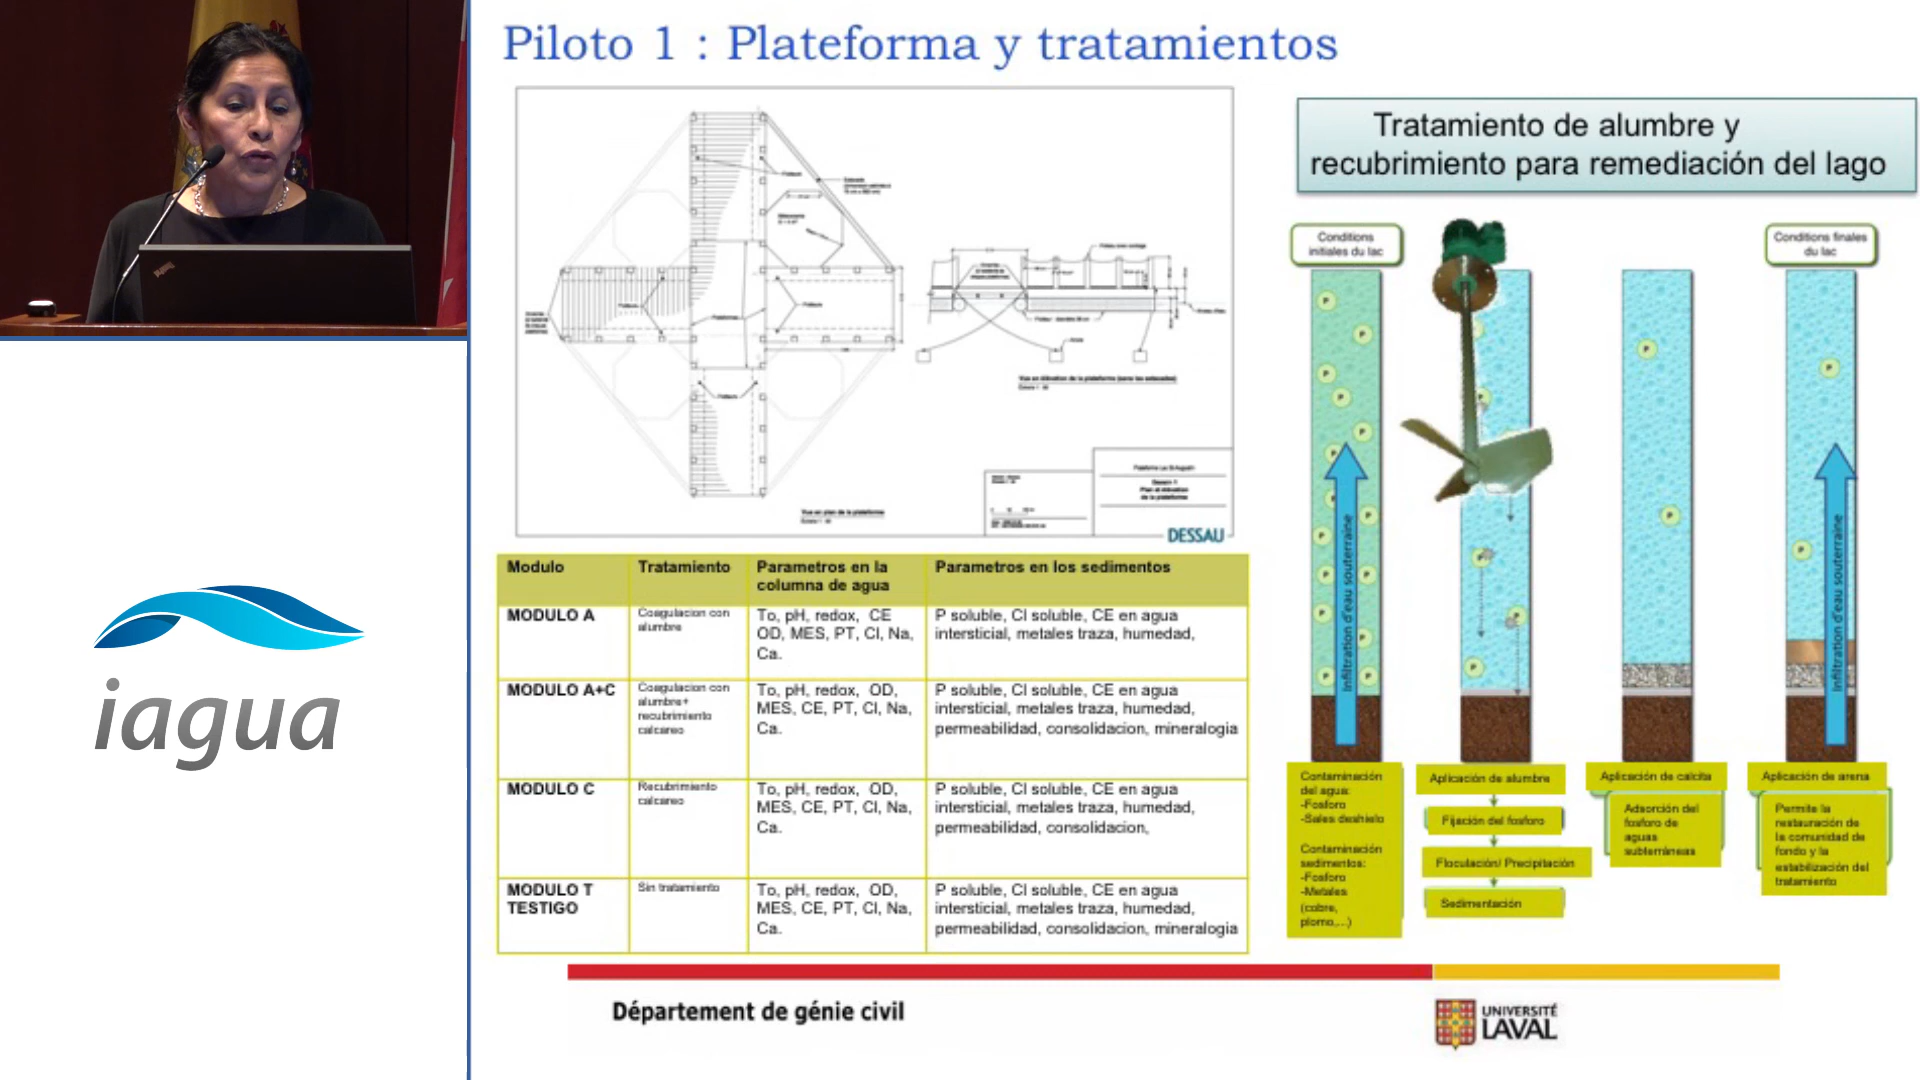 Piloto 1 : Plateforma y tratamientos
DESSAU
Modulo
Tratamiento
Parametros en la
columna de agua
Parametros en los sedimentos
MODULO A
Coagulacion con
alumbre
To, pH, redox, CE
OD, MES, PT, Cl, Na,
Ca.
P soluble, Cl soluble, CE en agua
intersticial, metales traza, humedad,
MODULO A+C
Coagulacion con
alumbre+
recubrimiento
calcareo
To, pH, redox, OD,
MES, CE, PT, Cl, Na,
Ca.
P soluble, Cl soluble, CE en agua
intersticial, metales traza, humedad,
permeabilidad, consolidacion, mineralogia
MODULO C
Recubrimiento
calcareo
To, pH, redox, OD,
MES, CE, PT, Cl, Na,
Ca.
P soluble, Cl soluble, CE en agua
intersticial, metales traza, humedad,
permeabilidad, consolidacion,
MODULO T
TESTIGO
Sin tratamiento
To, pH, redox, OD,
MES, CE, PT, Cl, Na,
Ca.
P soluble, Cl soluble, CE en agua
intersticial, metales traza, humedad,
permeabilidad, consolidacion, mineralogia
Tratamiento de alumbre y
recubrimiento para remediación del lago
Conditions
initiales du lac
Conditions finales
du lac
Infiltration d'eau souterraine
Infiltration d'eau souterraine
Contaminación
del agua:
-Fosforo
-Sales deshielo
Contaminación
sedimentos:
-Fosforo
-Metales
(cobre,
plomo,...)
Aplicación de alumbre
Fijación del fosforo
Floculación/ Precipitación
Sedimentación
Aplicación de calcita
Adsorción del
fosforo de
aguas
subterráneas
Aplicación de arena
Permite la
restauración de
la comunidad de
fondo y la
estabilización del
tratamiento
iagua
Département de génie civil
UNIVERSITÉ
LAVAL